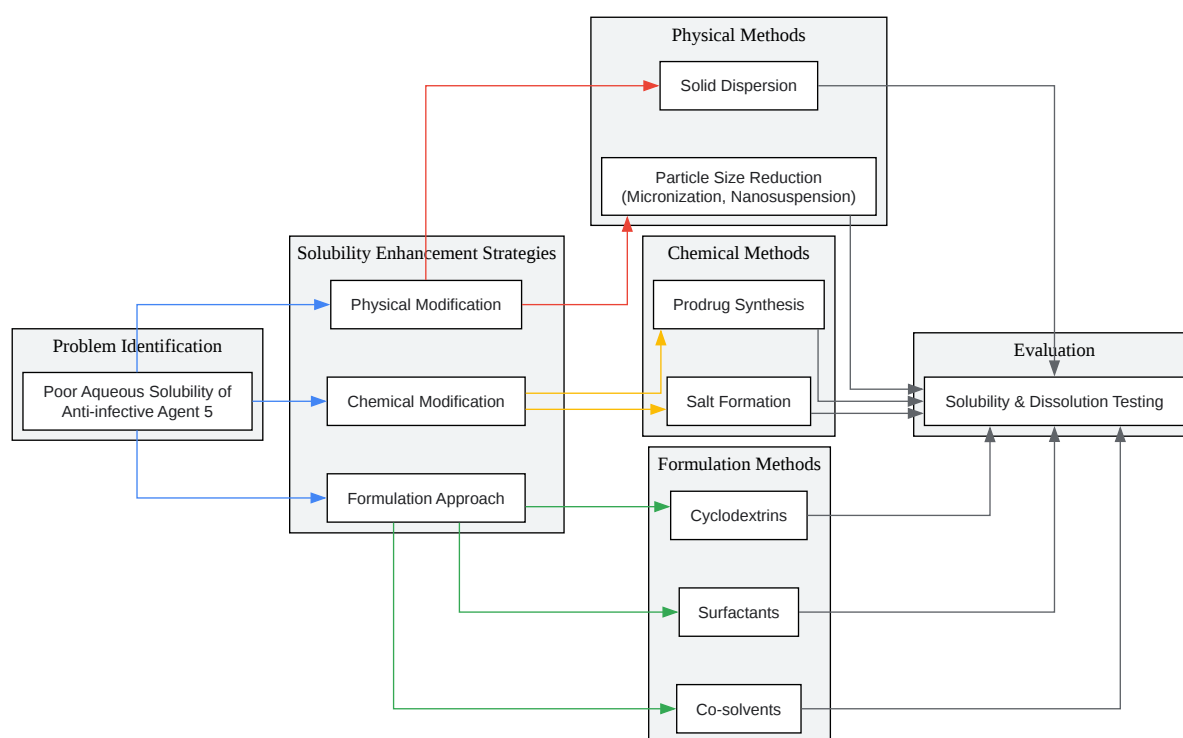 Physical Methods
Solid Dispersion
Particle Size Reduction
(Micronization, Nanosuspension)
Solubility Enhancement Strategies
Physical Modification
Chemical Modification
Formulation Approach
Chemical Methods
Prodrug Synthesis
Salt Formation
Problem Identification
Poor Aqueous Solubility of
Anti-infective Agent 5
Evaluation
Solubility & Dissolution Testing
Formulation Methods
Cyclodextrins
Surfactants
Co-solvents